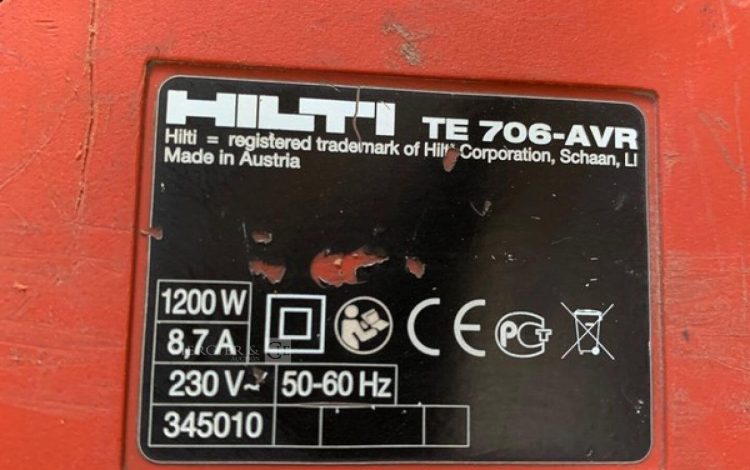 HILTI TE 706-AVR
Hilti = registered trademark of Hilti Corporation, Schaan, LI
Made in Austria
1200 W
8,7 A
230 V~ 50-60 Hz
345010
CE
PCT